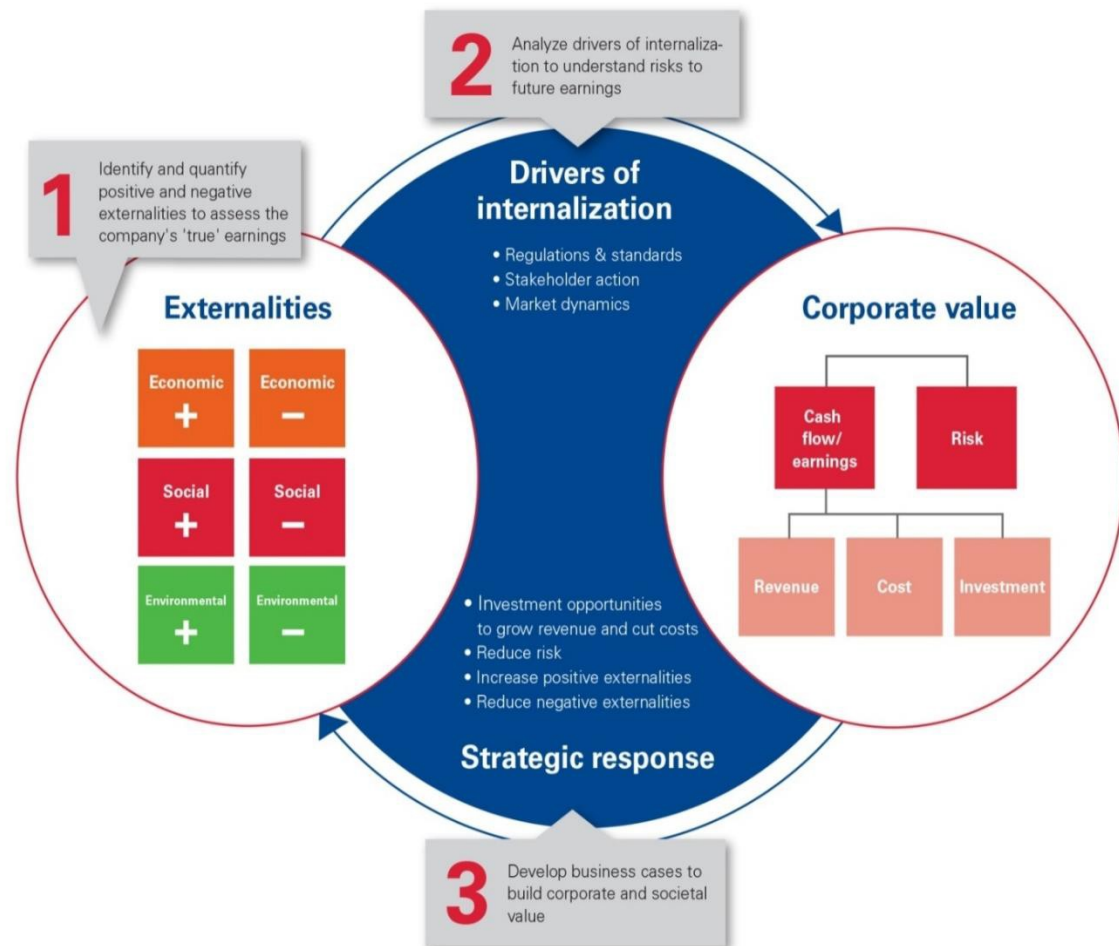 2
Analyze drivers of internaliza-
tion to understand risks to
future earnings
1
Identify and quantify
positive and negative
externalities to assess the
company's 'true' earnings
Drivers of
internalization
• Regulations & standards
• Stakeholder action
• Market dynamics
Externalities
Economic
+
Economic
−
Social
+
Social
−
Environmental
+
Environmental
−
Corporate value
Cash
flow/
earnings
Risk
Revenue
Cost
Investment
• Investment opportunities
to grow revenue and cut costs
• Reduce risk
• Increase positive externalities
• Reduce negative externalities
Strategic response
3
Develop business cases to
build corporate and societal
value